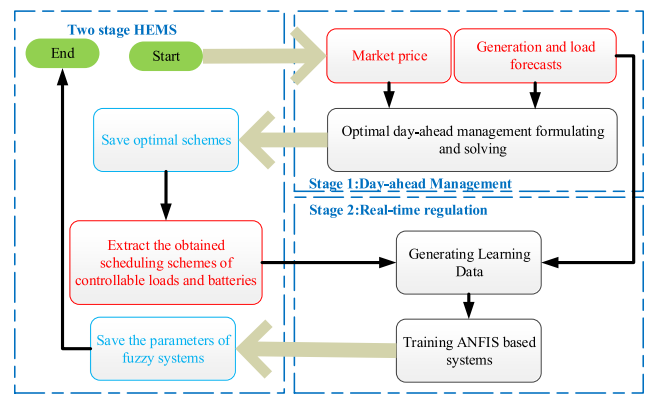 Two stage HEMS
End
Start
Market price
Generation and load
forecasts
Save optimal schemes
Optimal day-ahead management formulating
and solving
Stage 1:Day-ahead Management
Stage 2:Real-time regulation
Extract the obtained
scheduling schemes of
controllable loads and batteries
Generating Learning
Data
Save the parameters of
fuzzy systems
Training ANFIS based
systems